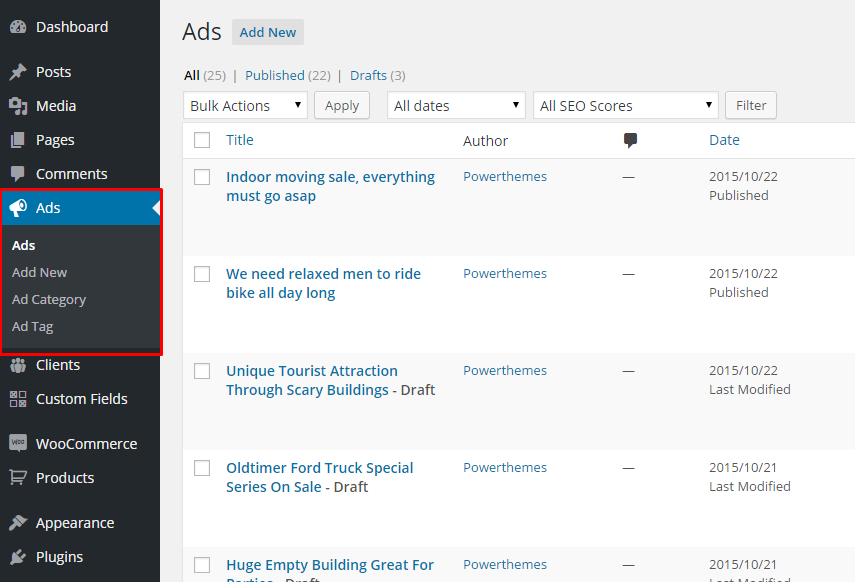 Dashboard
Posts
Media
Pages
Comments
Ads
Ads
Add New
Ad Category
Ad Tag
Clients
Custom Fields
WOO
WooCommerce
Products
Appearance
Plugins
Ads Add New
All (25) | Published (22) | Drafts (3)
Bulk Actions Apply All dates All SEO Scores Filter
Title Author Date
Indoor moving sale, everything Powerthemes — 2015/10/22
must go asap Published
We need relaxed men to ride Powerthemes — 2015/10/22
bike all day long Published
Unique Tourist Attraction Powerthemes — 2015/10/22
Through Scary Buildings - Draft Last Modified
Oldtimer Ford Truck Special Powerthemes — 2015/10/21
Series On Sale - Draft Last Modified
Huge Empty Building Great For Powerthemes — 2015/10/21
Parties - Draft Last Modified